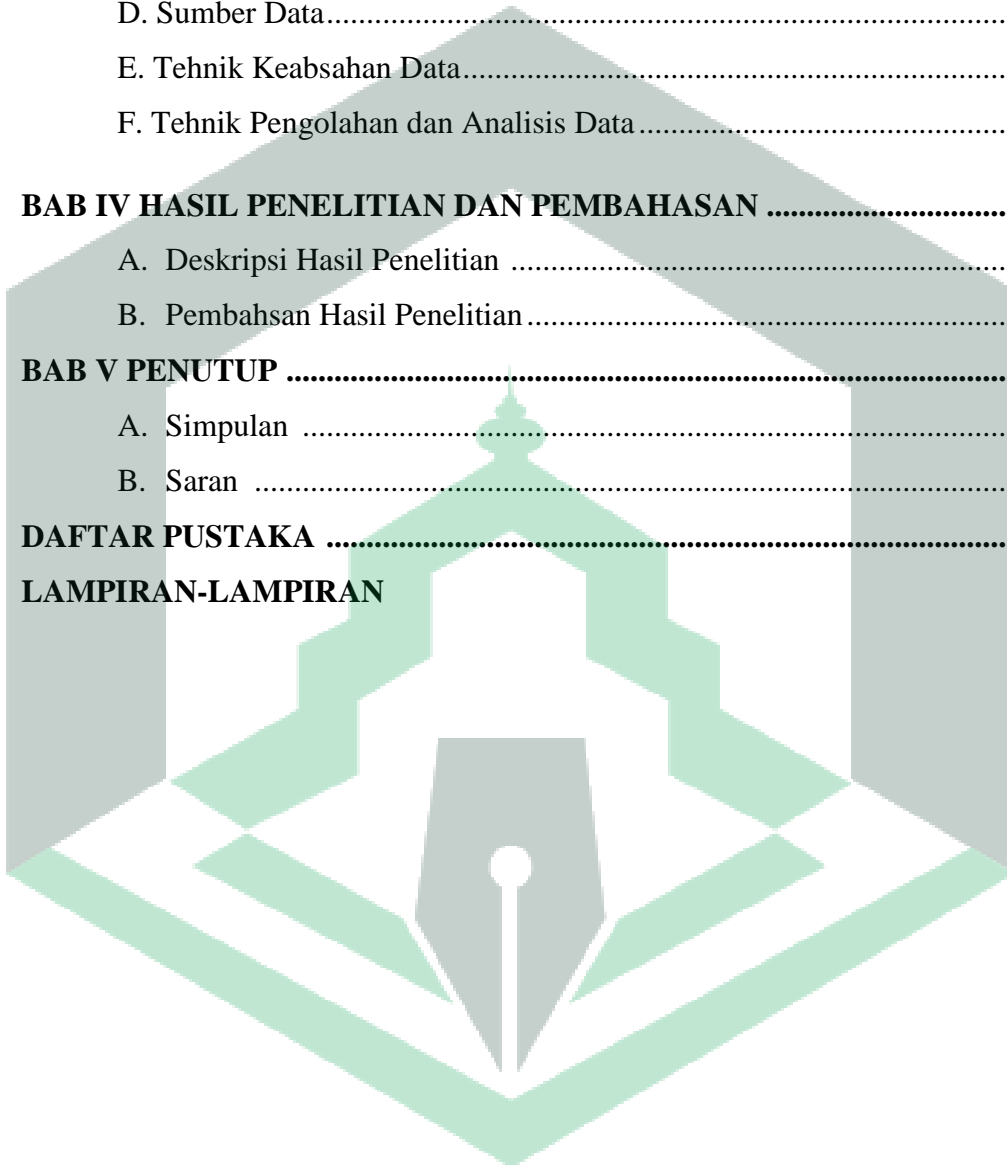 D. Sumber Data....................................................................................
E. Tehnik Keabsahan Data...................................................................
F. Tehnik Pengolahan dan Analisis Data.............................................
BAB IV HASIL PENELITIAN DAN PEMBAHASAN ..............................
A. Deskripsi Hasil Penelitian ..............................................................
B. Pembahsan Hasil Penelitian............................................................
BAB V PENUTUP ..........................................................................................
A. Simpulan ........................................................................................
B. Saran ..............................................................................................
DAFTAR PUSTAKA .....................................................................................
LAMPIRAN-LAMPIRAN